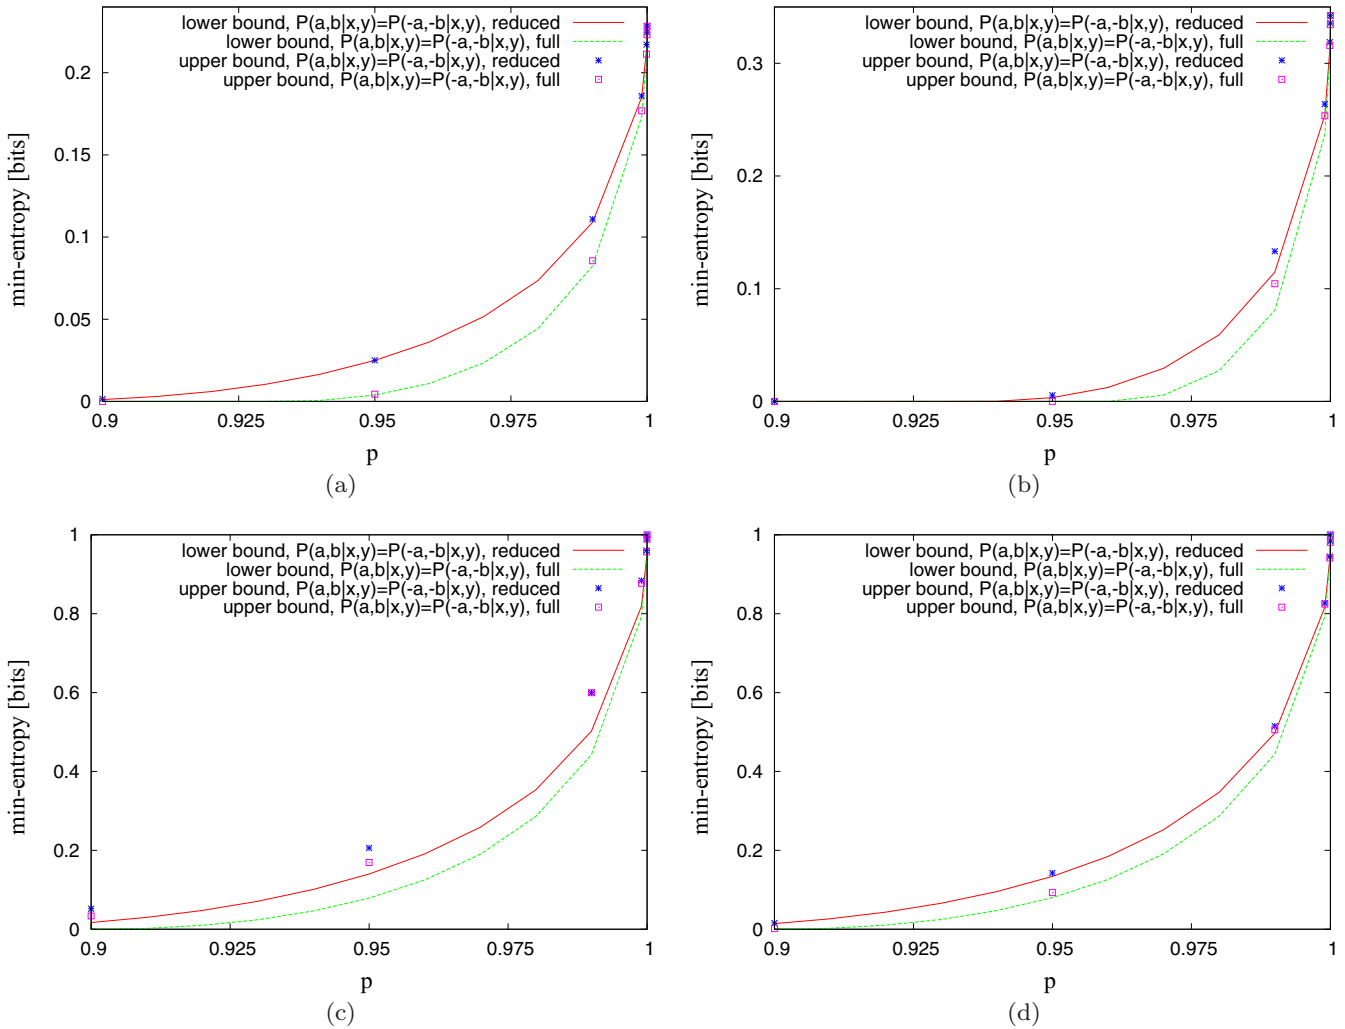 lower bound, P(a,b|x,y)=P(-a,-b|x,y), reduced
lower bound, P(a,b|x,y)=P(-a,-b|x,y), full
upper bound, P(a,b|x,y)=P(-a,-b|x,y), reduced
upper bound, P(a,b|x,y)=P(-a,-b|x,y), full
min-entropy [bits]
0.2
0.15
0.1
0.05
0
0.9 0.925 0.95 0.975 1
p
(a)
lower bound, P(a,b|x,y)=P(-a,-b|x,y), reduced
lower bound, P(a,b|x,y)=P(-a,-b|x,y), full
upper bound, P(a,b|x,y)=P(-a,-b|x,y), reduced
upper bound, P(a,b|x,y)=P(-a,-b|x,y), full
min-entropy [bits]
0.3
0.2
0.1
0
0.9 0.925 0.95 0.975 1
p
(b)
lower bound, P(a,b|x,y)=P(-a,-b|x,y), reduced
lower bound, P(a,b|x,y)=P(-a,-b|x,y), full
upper bound, P(a,b|x,y)=P(-a,-b|x,y), reduced
upper bound, P(a,b|x,y)=P(-a,-b|x,y), full
min-entropy [bits]
1
0.8
0.6
0.4
0.2
0
0.9 0.925 0.95 0.975 1
p
(c)
lower bound, P(a,b|x,y)=P(-a,-b|x,y), reduced
lower bound, P(a,b|x,y)=P(-a,-b|x,y), full
upper bound, P(a,b|x,y)=P(-a,-b|x,y), reduced
upper bound, P(a,b|x,y)=P(-a,-b|x,y), full
min-entropy [bits]
1
0.8
0.6
0.4
0.2
0
0.9 0.925 0.95 0.975 1
p
(d)